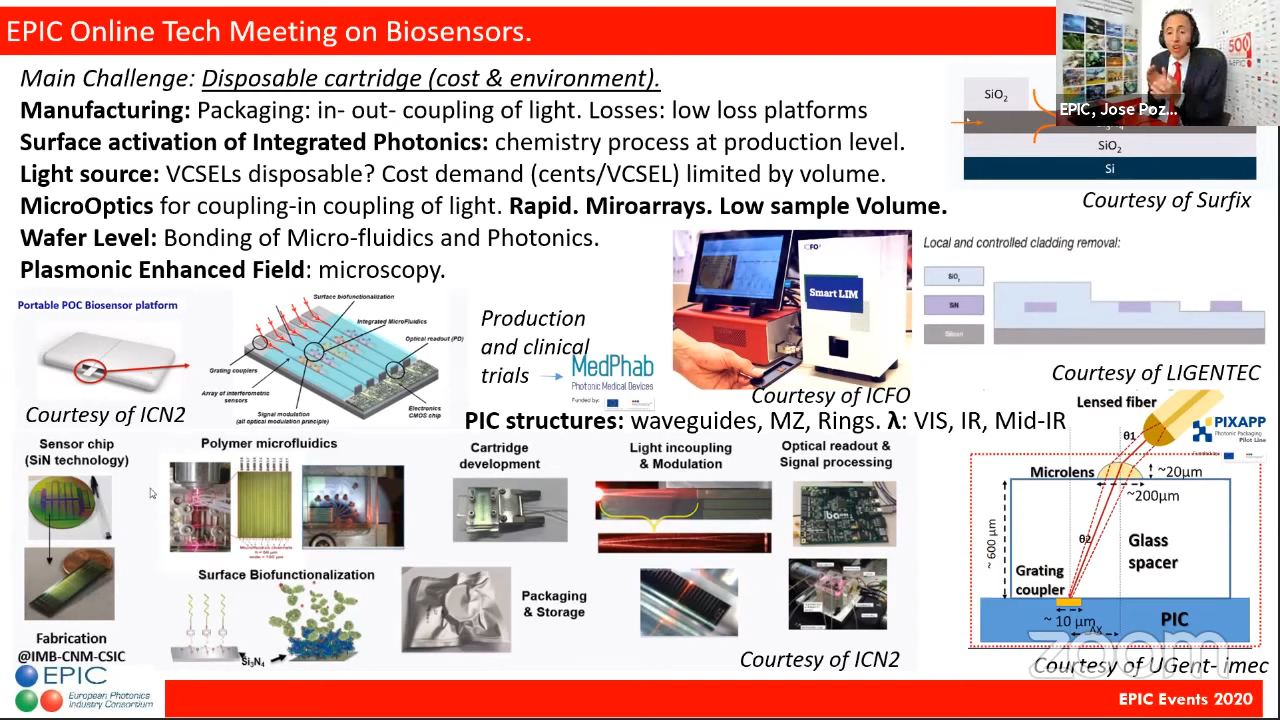 EPIC Online Tech Meeting on Biosensors.
Main Challenge: Disposable cartridge (cost & environment).
Manufacturing: Packaging: in- out- coupling of light. Losses: low loss platforms
Surface activation of Integrated Photonics: chemistry process at production level.
Light source: VCSELs disposable? Cost demand (cents/VCSEL) limited by volume.
MicroOptics for coupling-in coupling of light. Rapid. Miroarrays. Low sample Volume.
Wafer Level: Bonding of Micro-fluidics and Photonics.
Plasmonic Enhanced Field: microscopy.
EPIC, Jose Poz...
SiO2
SiO2
Si
Courtesy of Surfix
Portable POC Biosensor platform
Courtesy of ICN2
Surface biofunctionalization
Integrated MicroFluidics
Optical readout (PD)
Grating couplers
Array of interferometric
sensors
Signal modulation
(all optical modulation principle)
Electronics
CMOS chip
Production
and clinical
trials
MedPhab
Photonic Medical Devices
Funded by:
Smart LIM
Courtesy of ICFO
Local and controlled cladding removal:
SiO2
SiN
Silicon
Courtesy of LIGENTEC
PIC structures: waveguides, MZ, Rings. λ: VIS, IR, Mid-IR
Sensor chip
(SiN technology)
Fabrication
@IMB-CNM-CSIC
Polymer microfluidics
Surface Biofunctionalization
Si3N4
Cartridge
development
Packaging
& Storage
Light incoupling
& Modulation
Optical readout &
Signal processing
Courtesy of ICN2
Lensed fiber
PIXAPP
Photonic Packaging
Pilot Line
θ1
Microlens
~20µm
~200µm
~ 600 µm
θ2
Glass
spacer
Grating
coupler
~ 10 µm
Δx
PIC
zoom
Courtesy of UGent- imec
EPIC
European Photonics
Industry Consortium
EPIC Events 2020